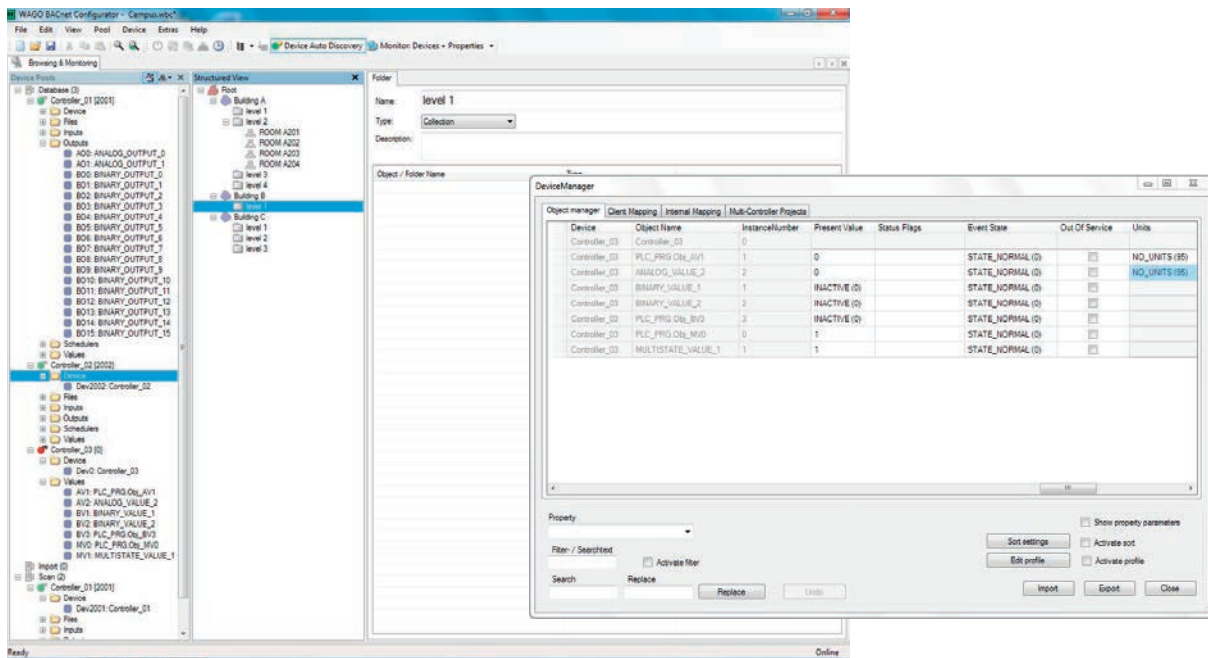 WAGO BACnet Configurator - Campus.wbc*
File Edit View Pool Device Extras Help
Device Auto Discovery Monitor: Devices + Properties
Browsing & Monitoring
Device Pools
Database (3)
Controller_01 [2001]
Device
Files
Inputs
Outputs
AO0: ANALOG_OUTPUT_0
AO1: ANALOG_OUTPUT_1
BO0: BINARY_OUTPUT_0
BO1: BINARY_OUTPUT_1
BO2: BINARY_OUTPUT_2
BO3: BINARY_OUTPUT_3
BO4: BINARY_OUTPUT_4
BO5: BINARY_OUTPUT_5
BO6: BINARY_OUTPUT_6
BO7: BINARY_OUTPUT_7
BO8: BINARY_OUTPUT_8
BO9: BINARY_OUTPUT_9
BO10: BINARY_OUTPUT_10
BO11: BINARY_OUTPUT_11
BO12: BINARY_OUTPUT_12
BO13: BINARY_OUTPUT_13
BO14: BINARY_OUTPUT_14
BO15: BINARY_OUTPUT_15
Schedulers
Values
Controller_02 [2002]
Device
Dev2002: Controller_02
Files
Inputs
Outputs
Schedulers
Values
Controller_03 [0]
Device
Dev0: Controller_03
Values
AV1: PLC_PRG.Obj_AV1
AV2: ANALOG_VALUE_2
BV1: BINARY_VALUE_1
BV2: BINARY_VALUE_2
BV3: PLC_PRG.Obj_BV3
MV0: PLC_PRG.Obj_MV0
MV1: MULTISTATE_VALUE_1
Import (0)
Scan (2)
Controller_01 [2001]
Device
Dev2001: Controller_01
Files
Inputs
Structured View
Root
Building A
level 1
level 2
ROOM A201
ROOM A202
ROOM A203
ROOM A204
level 3
level 4
Building B
level 1
Building C
level 1
level 2
level 3
Folder
Name: level 1
Type: Collection
Description:
Object / Folder Name Type
DeviceManager
Object manager Client Mapping Internal Mapping Multi-Controller Projects
Device Object Name InstanceNumber Present Value Status Flags Event State Out Of Service Units
Controller_03 Controller_03 0
Controller_03 PLC_PRG.Obj_AV1 1 0 STATE_NORMAL (0) NO_UNITS (95)
Controller_03 ANALOG_VALUE_2 2 0 STATE_NORMAL (0) NO_UNITS (95)
Controller_03 BINARY_VALUE_1 1 INACTIVE (0) STATE_NORMAL (0)
Controller_03 BINARY_VALUE_2 2 INACTIVE (0) STATE_NORMAL (0)
Controller_03 PLC_PRG.Obj_BV3 3 INACTIVE (0) STATE_NORMAL (0)
Controller_03 PLC_PRG.Obj_MV0 0 1 STATE_NORMAL (0)
Controller_03 MULTISTATE_VALUE_1 1 1 STATE_NORMAL (0)
Property
Show property parameters
Sort settings Activate sort
Filter- / Searchtext
Activate filter
Edit profile Activate profile
Search Replace
Replace Undo
Import Export Close
Ready
Online